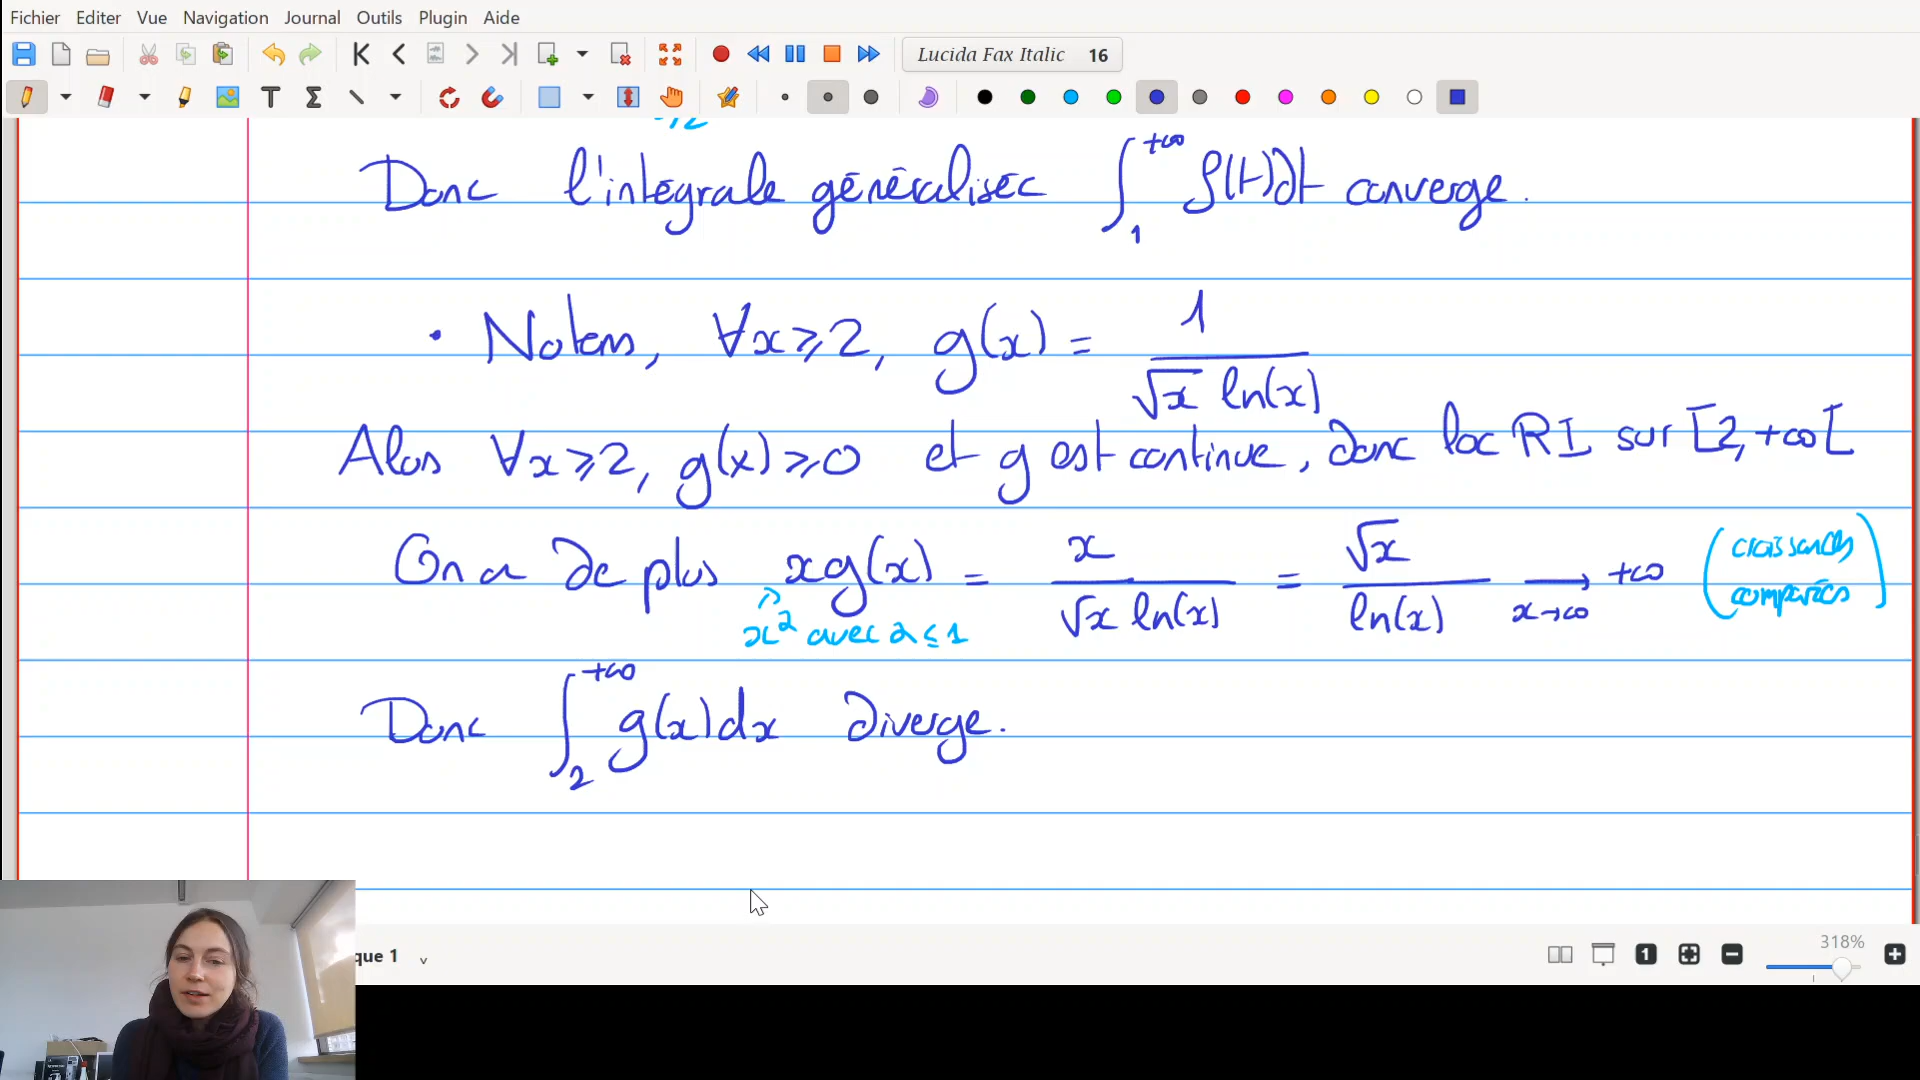 Fichier Editer Vue Navigation Journal Outils Plugin Aide
Lucida Fax Italic 16
Donc l'intégrale généralisée ∫₁^{+∞} f(t)dt converge.
• Notons, ∀x⩾2, g(x) = 1/(√x ln(x))
Alors ∀x⩾2, g(x)⩾0 et g est continue, donc loc RI sur [2,+∞[
On a de plus xg(x) = x/(√x ln(x)) = √x/ln(x) ⟶ +∞ (croissances comparées)
x→∞
x^α avec α ≤ 1
Donc ∫₂^{+∞} g(x)dx diverge.
que 1
318%